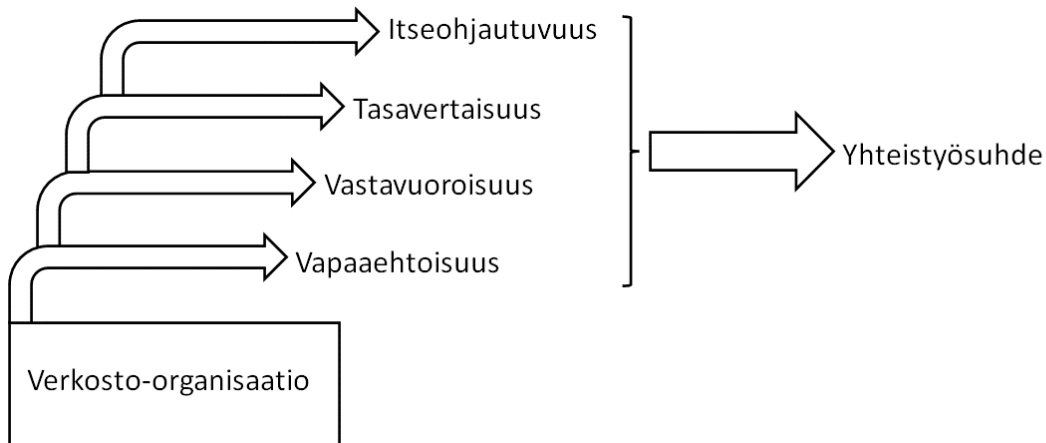 Itseohjautuvuus
Tasavertaisuus
Vastavuoroisuus
Vapaaehtoisuus
Yhteistyösuhde
Verkosto-organisaatio